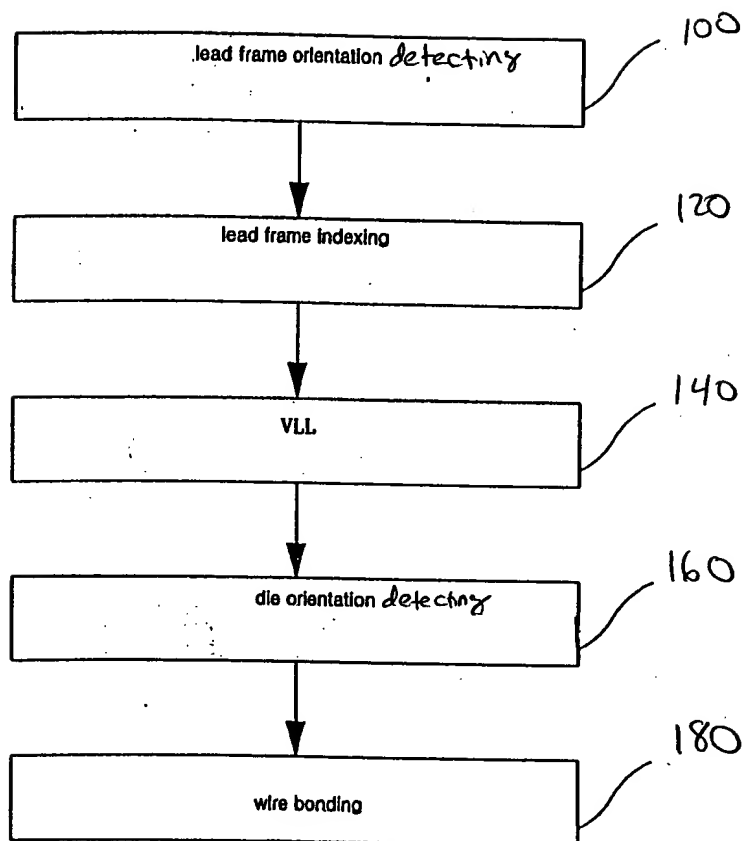 lead frame orientation detecting
100
lead frame indexing
120
VLL
140
die orientation detecting
160
wire bonding
180